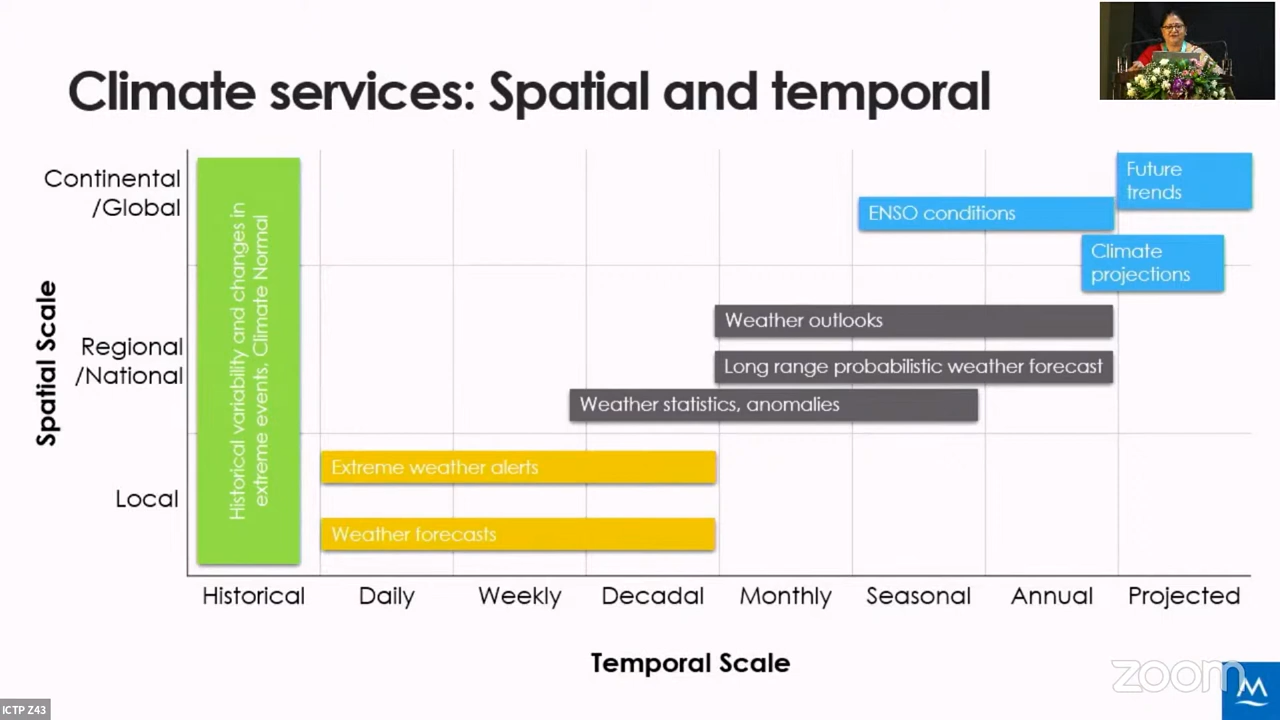 Climate services: Spatial and temporal
Continental
/Global
Regional
/National
Local
Spatial Scale
Historical variability and changes in
extreme events, Climate Normal
Future
trends
ENSO conditions
Climate
projections
Weather outlooks
Long range probabilistic weather forecast
Weather statistics, anomalies
Extreme weather alerts
Weather forecasts
Historical
Daily
Weekly
Decadal
Monthly
Seasonal
Annual
Projected
Temporal Scale
zoom
M
ICTP Z43